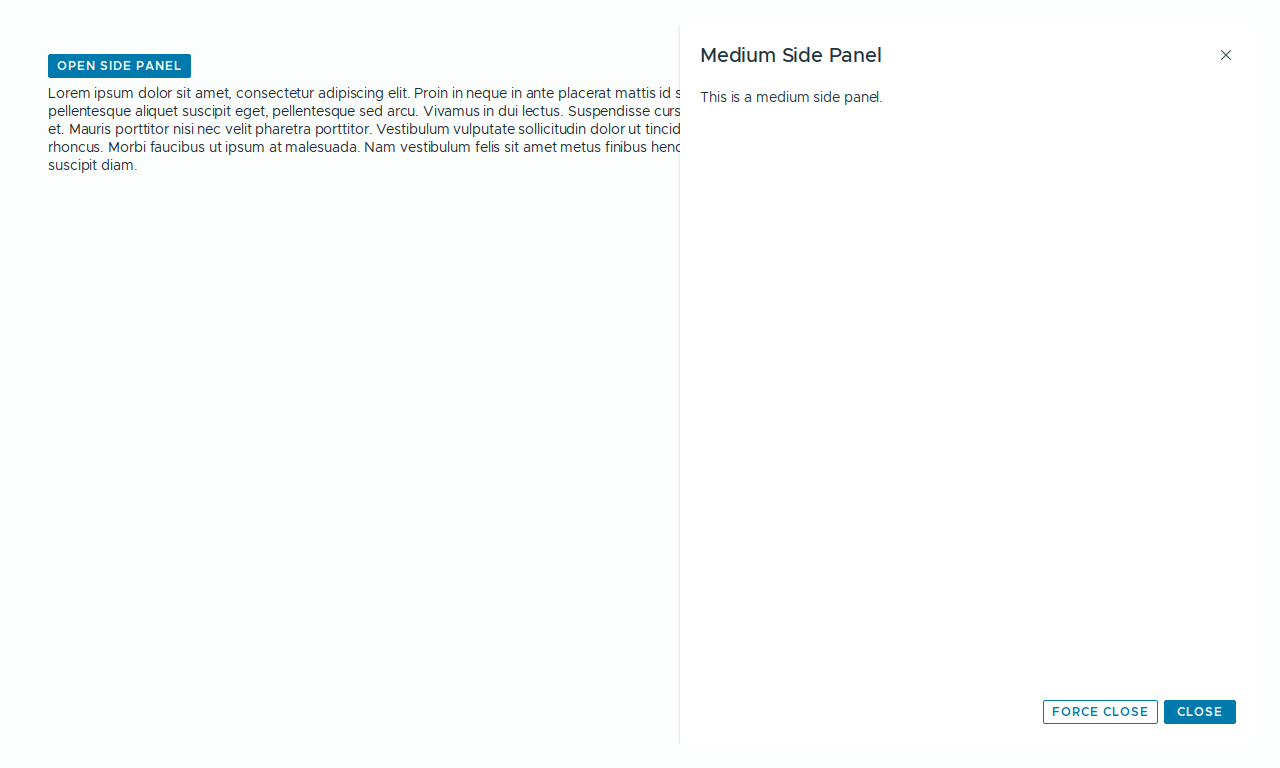 OPEN SIDE PANEL
Lorem ipsum dolor sit amet, consectetur adipiscing elit. Proin in neque in ante placerat mattis id
pellentesque aliquet suscipit eget, pellentesque sed arcu. Vivamus in dui lectus. Suspendisse
et. Mauris porttitor nisi nec velit pharetra porttitor. Vestibulum vulputate sollicitudin dolor ut
rhoncus. Morbi faucibus ut ipsum at malesuada. Nam vestibulum felis sit amet metus finibus
suscipit diam.
Medium Side Panel
This is a medium side panel.
FORCE CLOSE
CLOSE